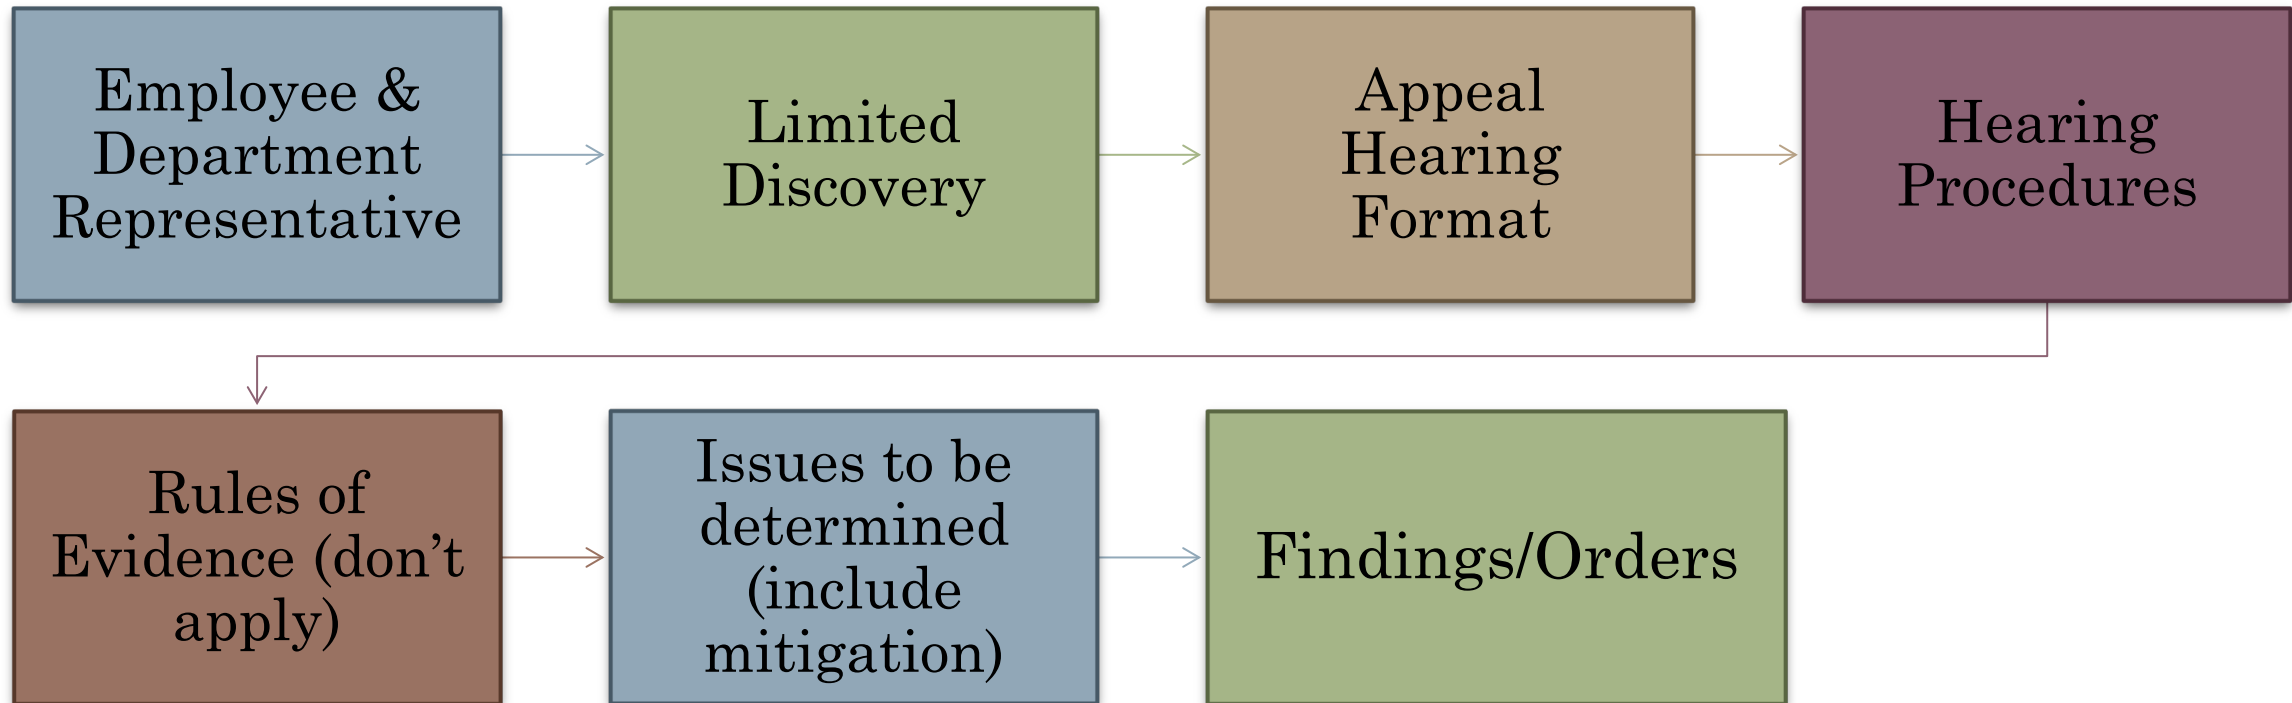 Employee &
Department
Representative
Limited
Discovery
Appeal
Hearing
Format
Hearing
Procedures
Rules of
Evidence (don’t
apply)
Issues to be
determined
(include
mitigation)
Findings/Orders